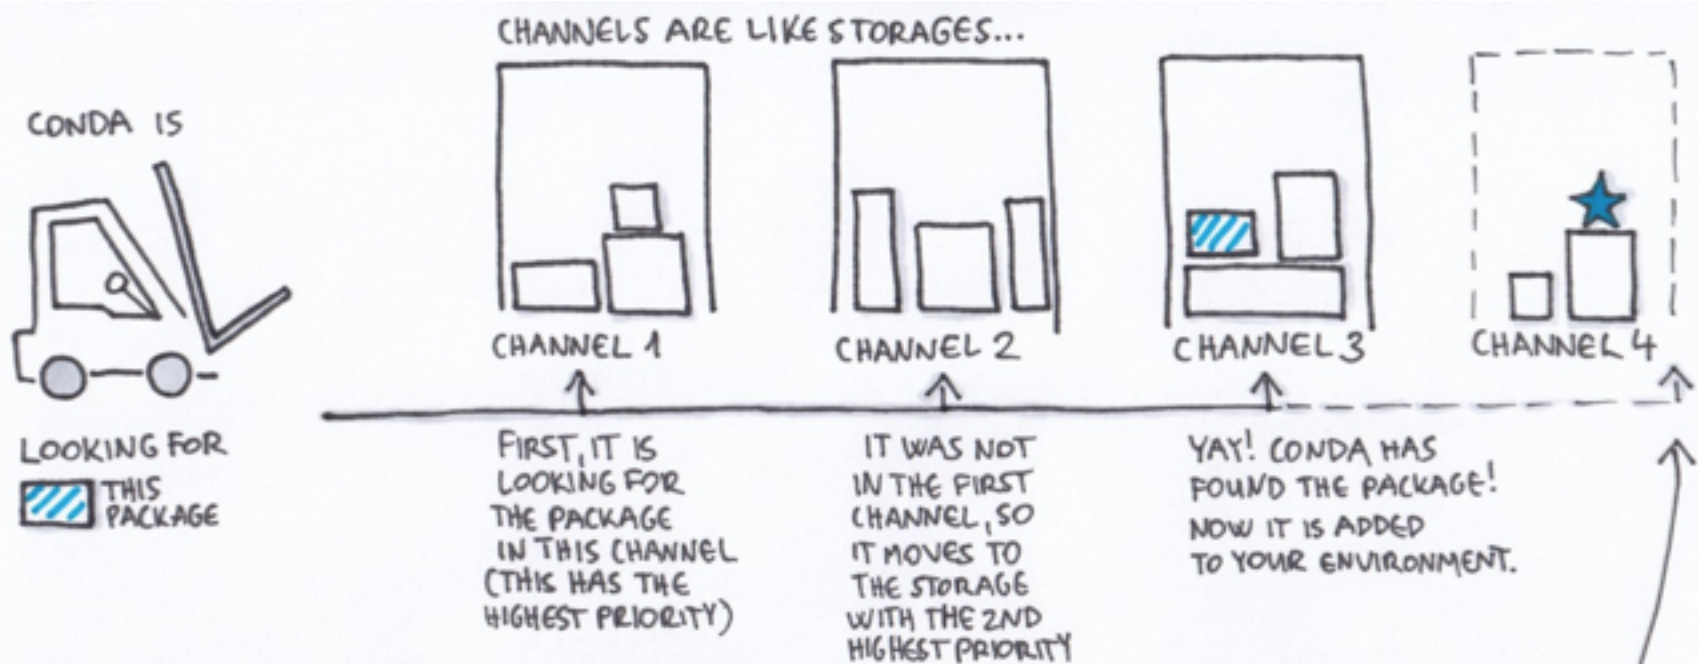 CHANNELS ARE LIKE STORAGES...
CONDA IS
LOOKING FOR
THIS
PACKAGE
CHANNEL 1
CHANNEL 2
CHANNEL 3
CHANNEL 4
FIRST, IT IS
LOOKING FOR
THE PACKAGE
IN THIS CHANNEL
(THIS HAS THE
HIGHEST PRIORITY)
IT WAS NOT
IN THE FIRST
CHANNEL, SO
IT MOVES TO
THE STORAGE
WITH THE 2ND
HIGHEST PRIORITY
YAY! CONDA HAS
FOUND THE PACKAGE!
NOW IT IS ADDED
TO YOUR ENVIRONMENT.